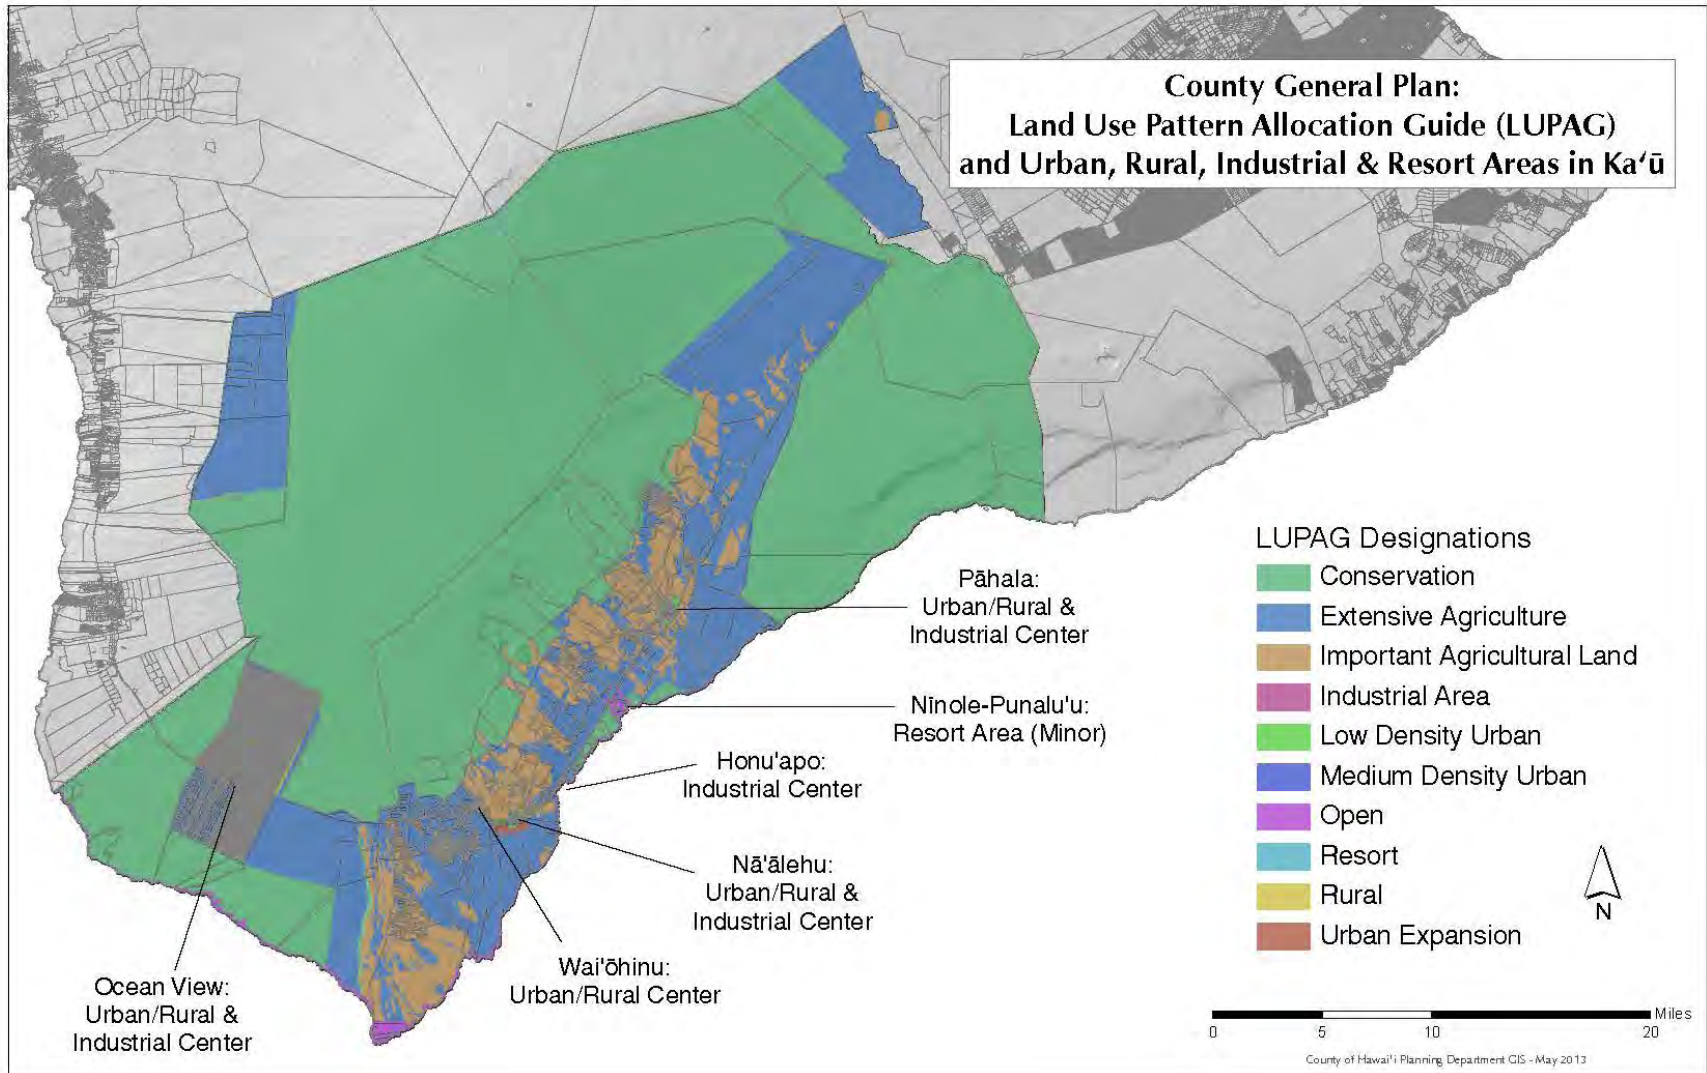 County General Plan:
Land Use Pattern Allocation Guide (LUPAG)
and Urban, Rural, Industrial & Resort Areas in Kaʻū
LUPAG Designations
Conservation
Extensive Agriculture
Important Agricultural Land
Industrial Area
Low Density Urban
Medium Density Urban
Open
Resort
Rural
Urban Expansion
Pāhala:
Urban/Rural &
Industrial Center
Nīnole-Punalu'u:
Resort Area (Minor)
Honu'apo:
Industrial Center
Nā'ālehu:
Urban/Rural &
Industrial Center
Wai'ōhinu:
Urban/Rural Center
Ocean View:
Urban/Rural &
Industrial Center
N
Miles
0 5 10 20
County of Hawai'i Planning Department GIS - May 2013